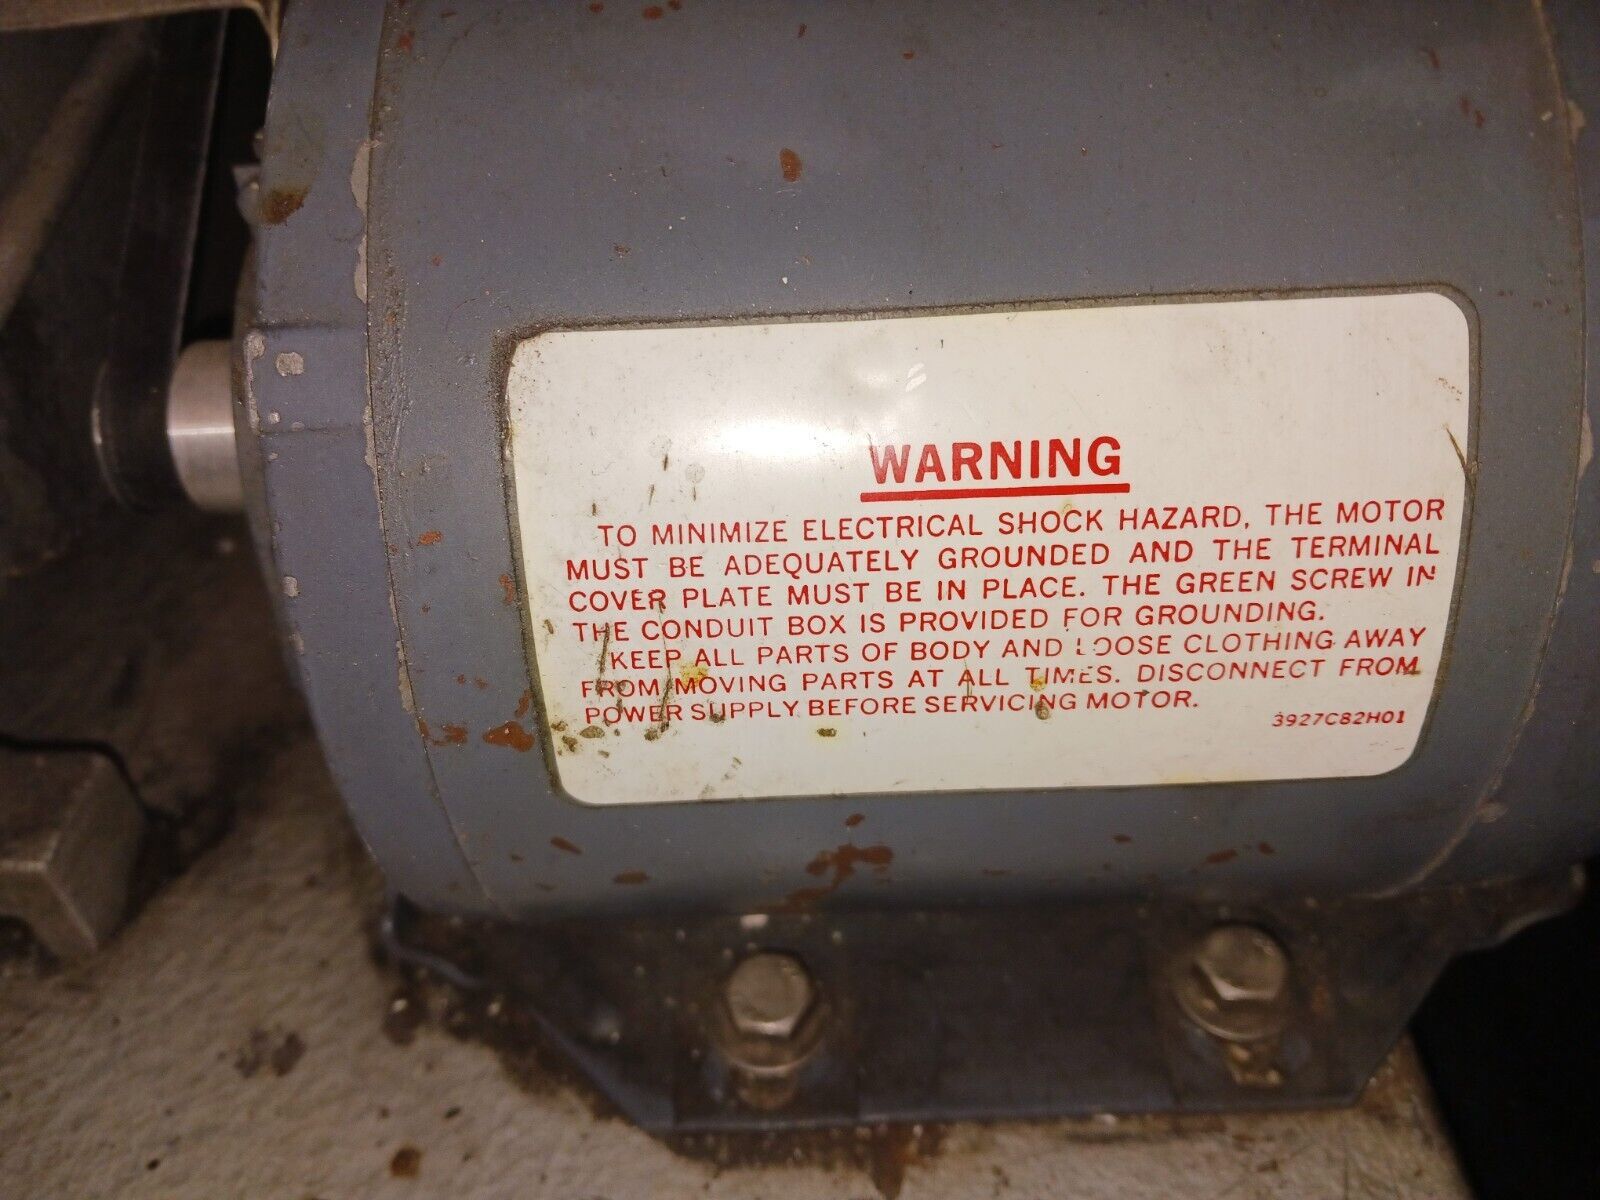 WARNING
TO MINIMIZE ELECTRICAL SHOCK HAZARD, THE MOTOR
MUST BE ADEQUATELY GROUNDED AND THE TERMINAL
COVER PLATE MUST BE IN PLACE. THE GREEN SCREW IN
THE CONDUIT BOX IS PROVIDED FOR GROUNDING.
KEEP ALL PARTS OF BODY AND LOOSE CLOTHING AWAY
FROM MOVING PARTS AT ALL TIMES. DISCONNECT FROM
POWER SUPPLY BEFORE SERVICING MOTOR.
3927C82H01